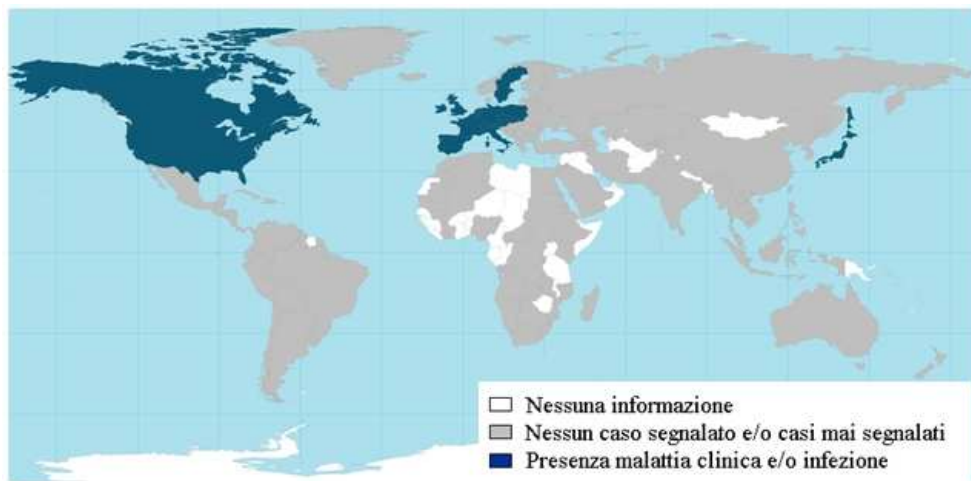 Nessuna informazione
Nessun caso segnalato e/o casi mai segnalati
Presenza malattia clinica e/o infezione